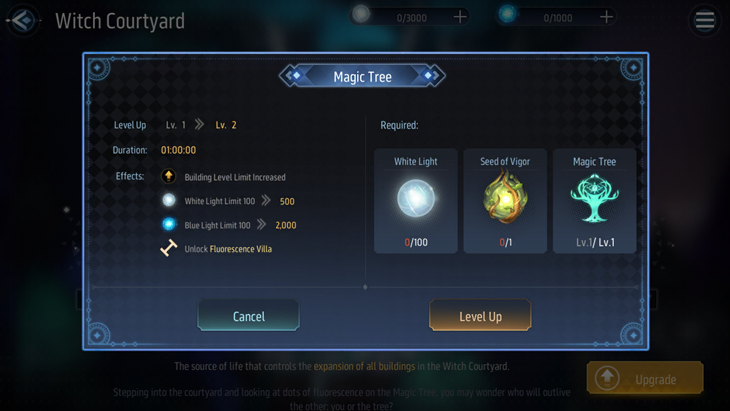 Witch Courtyard
0/3000
0/1000
Magic Tree
Level Up Lv. 1 Lv. 2
Duration: 01:00:00
Effects: Building Level Limit Increased
White Light Limit 100 500
Blue Light Limit 100 2,000
Unlock Fluorescence Villa
Required:
White Light
0/100
Seed of Vigor
0/1
Magic Tree
Lv.1/ Lv.1
Cancel
Level Up
The source of life that controls the expansion of all buildings in the Witch Courtyard.
Stepping into the courtyard and looking at dots of fluorescence on the Magic Tree, you may wonder who will outlive
the other: you or the tree?
Upgrade